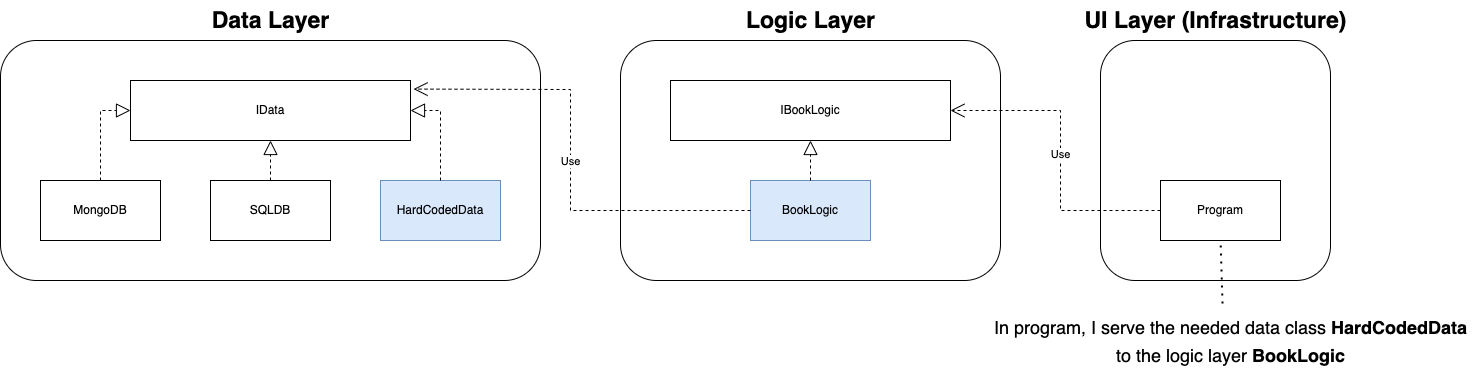 Data Layer
Logic Layer
UI Layer (Infrastructure)
IData
IBookLogic
Use
Use
MongoDB
SQLDB
HardCodedData
BookLogic
Program
In program, I serve the needed data class HardCodedData
to the logic layer BookLogic